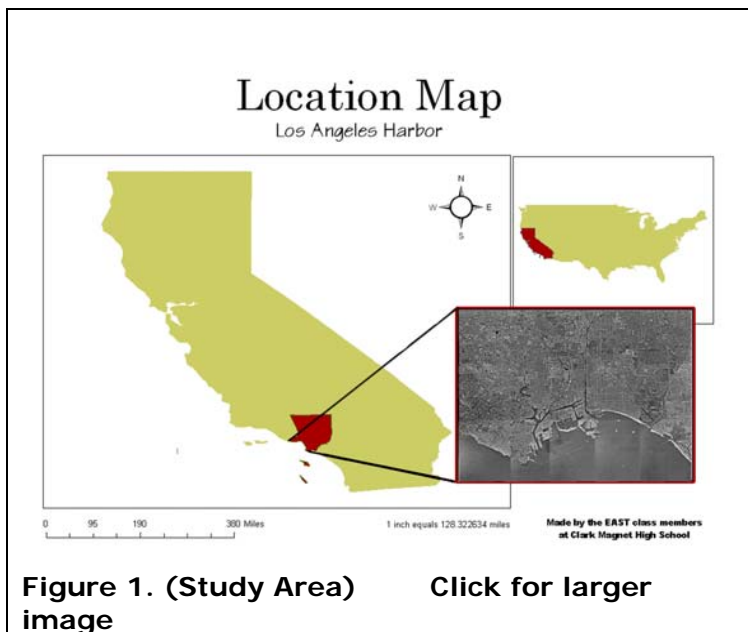 Location Map
Los Angeles Harbor
N
W E
S
0 95 190 380 Miles
1 inch equals 128.322634 miles
Made by the EAST class members
at Clark Magnet High School
Figure 1. (Study Area) Click for larger
image